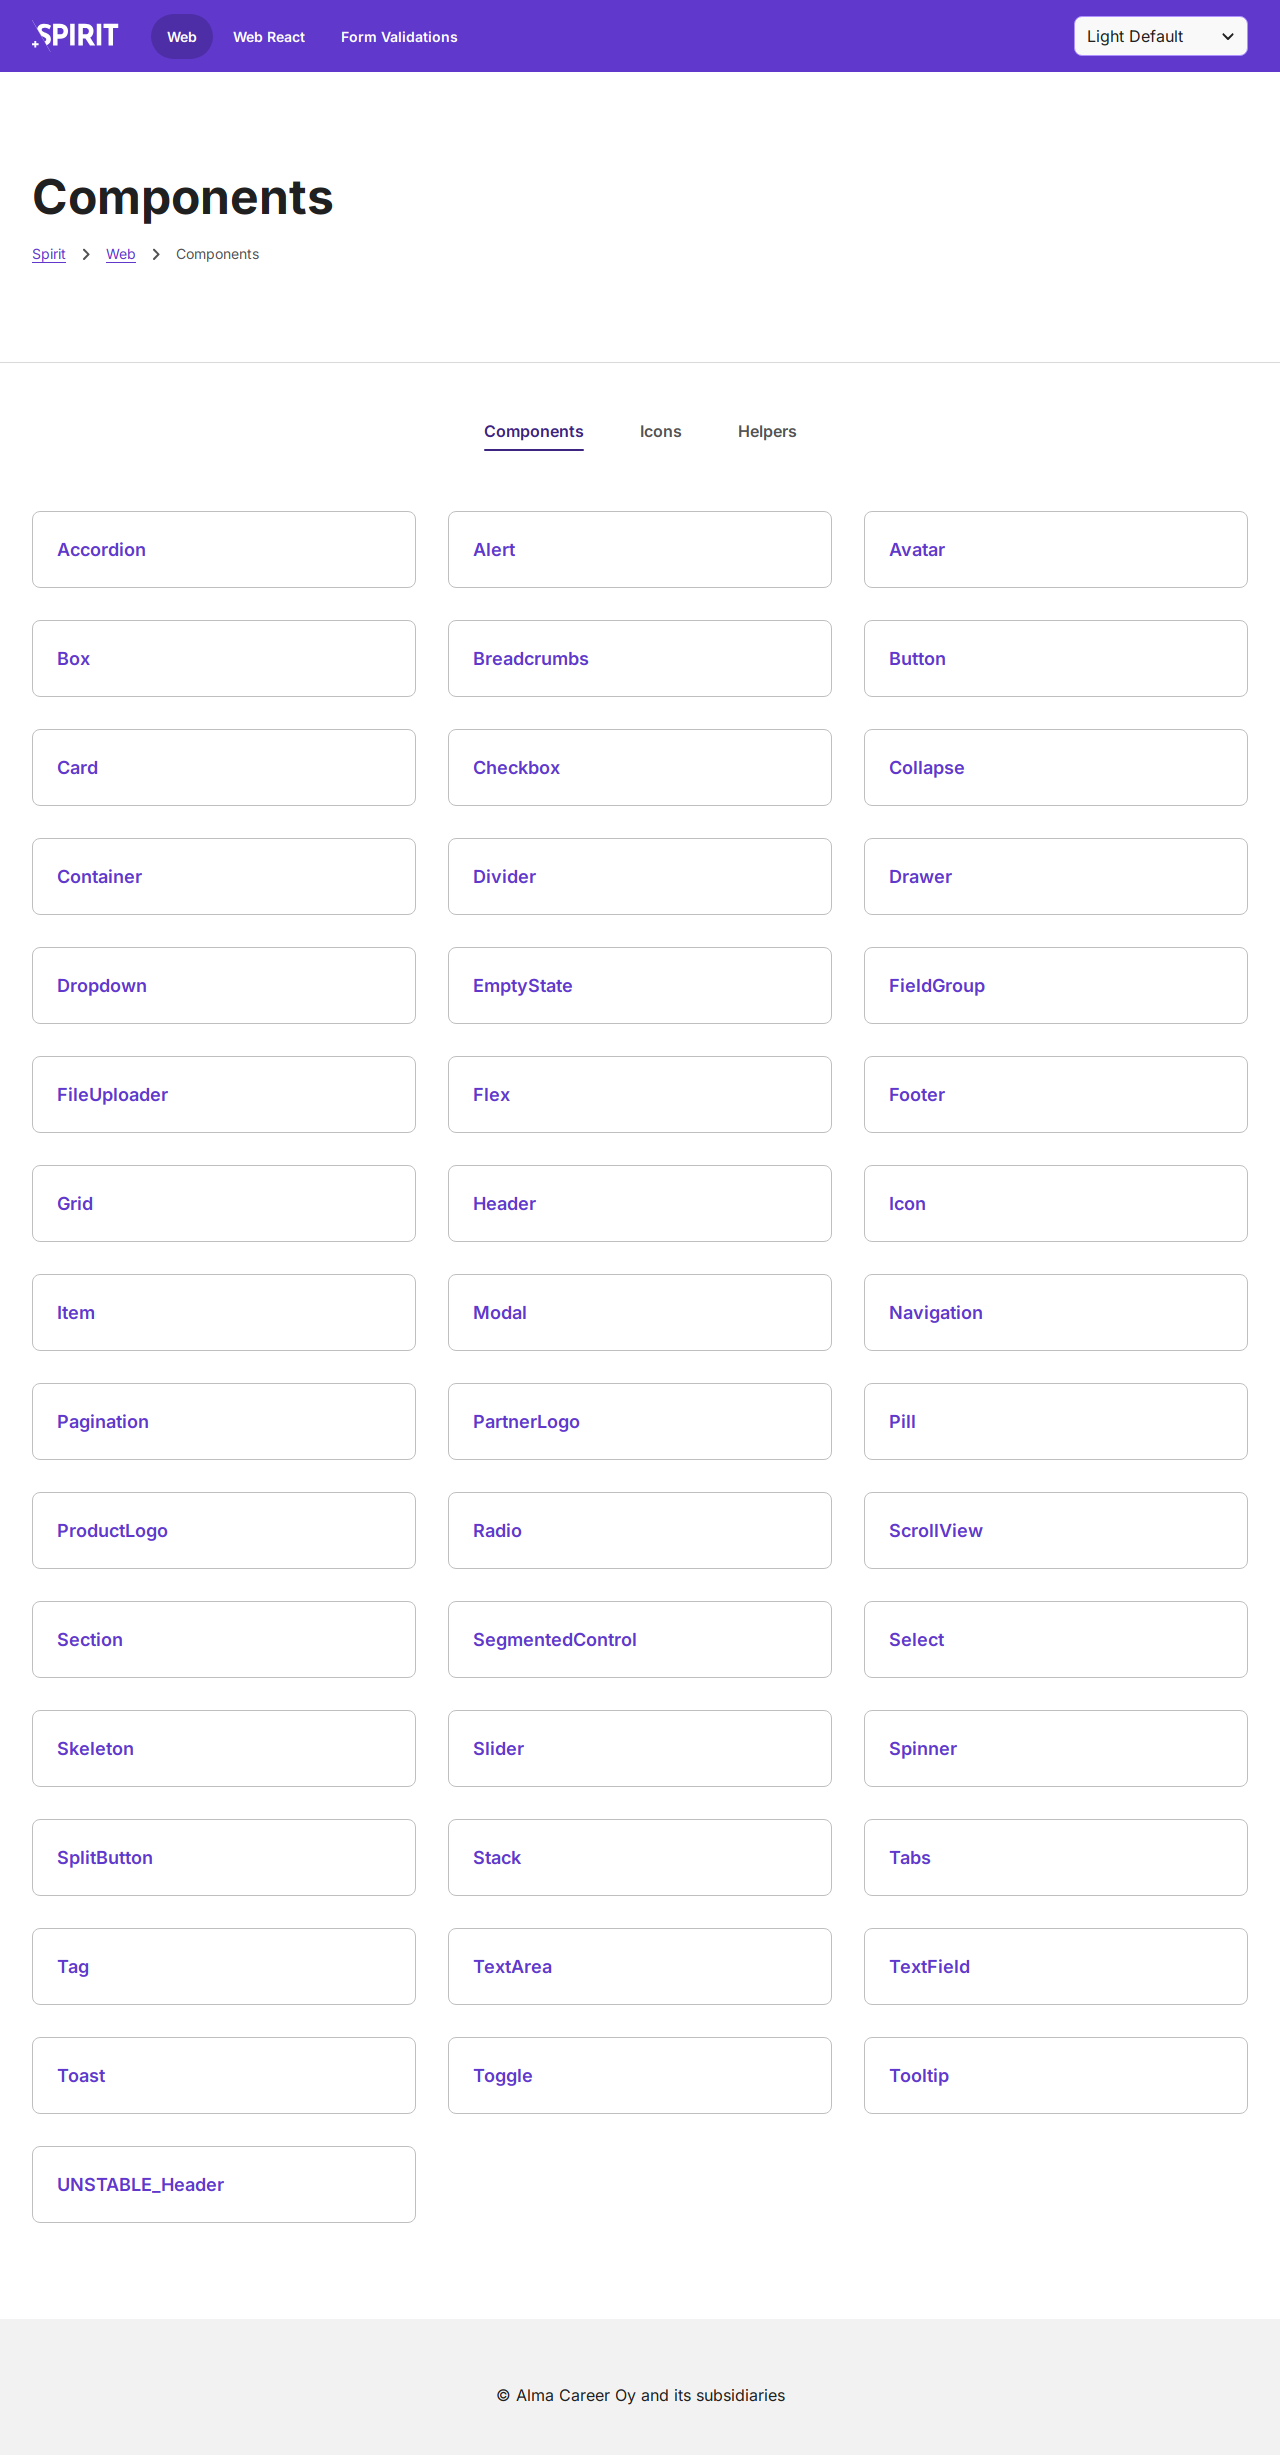 SPIRIT Web Web React Form Validations Light Default
Components
Spirit Web Components
Components Icons Helpers
Accordion Alert Avatar
Box Breadcrumbs Button
Card Checkbox Collapse
Container Divider Drawer
Dropdown EmptyState FieldGroup
FileUploader Flex Footer
Grid Header Icon
Item Modal Navigation
Pagination PartnerLogo Pill
ProductLogo Radio ScrollView
Section SegmentedControl Select
Skeleton Slider Spinner
SplitButton Stack Tabs
Tag TextArea TextField
Toast Toggle Tooltip
UNSTABLE_Header
© Alma Career Oy and its subsidiaries